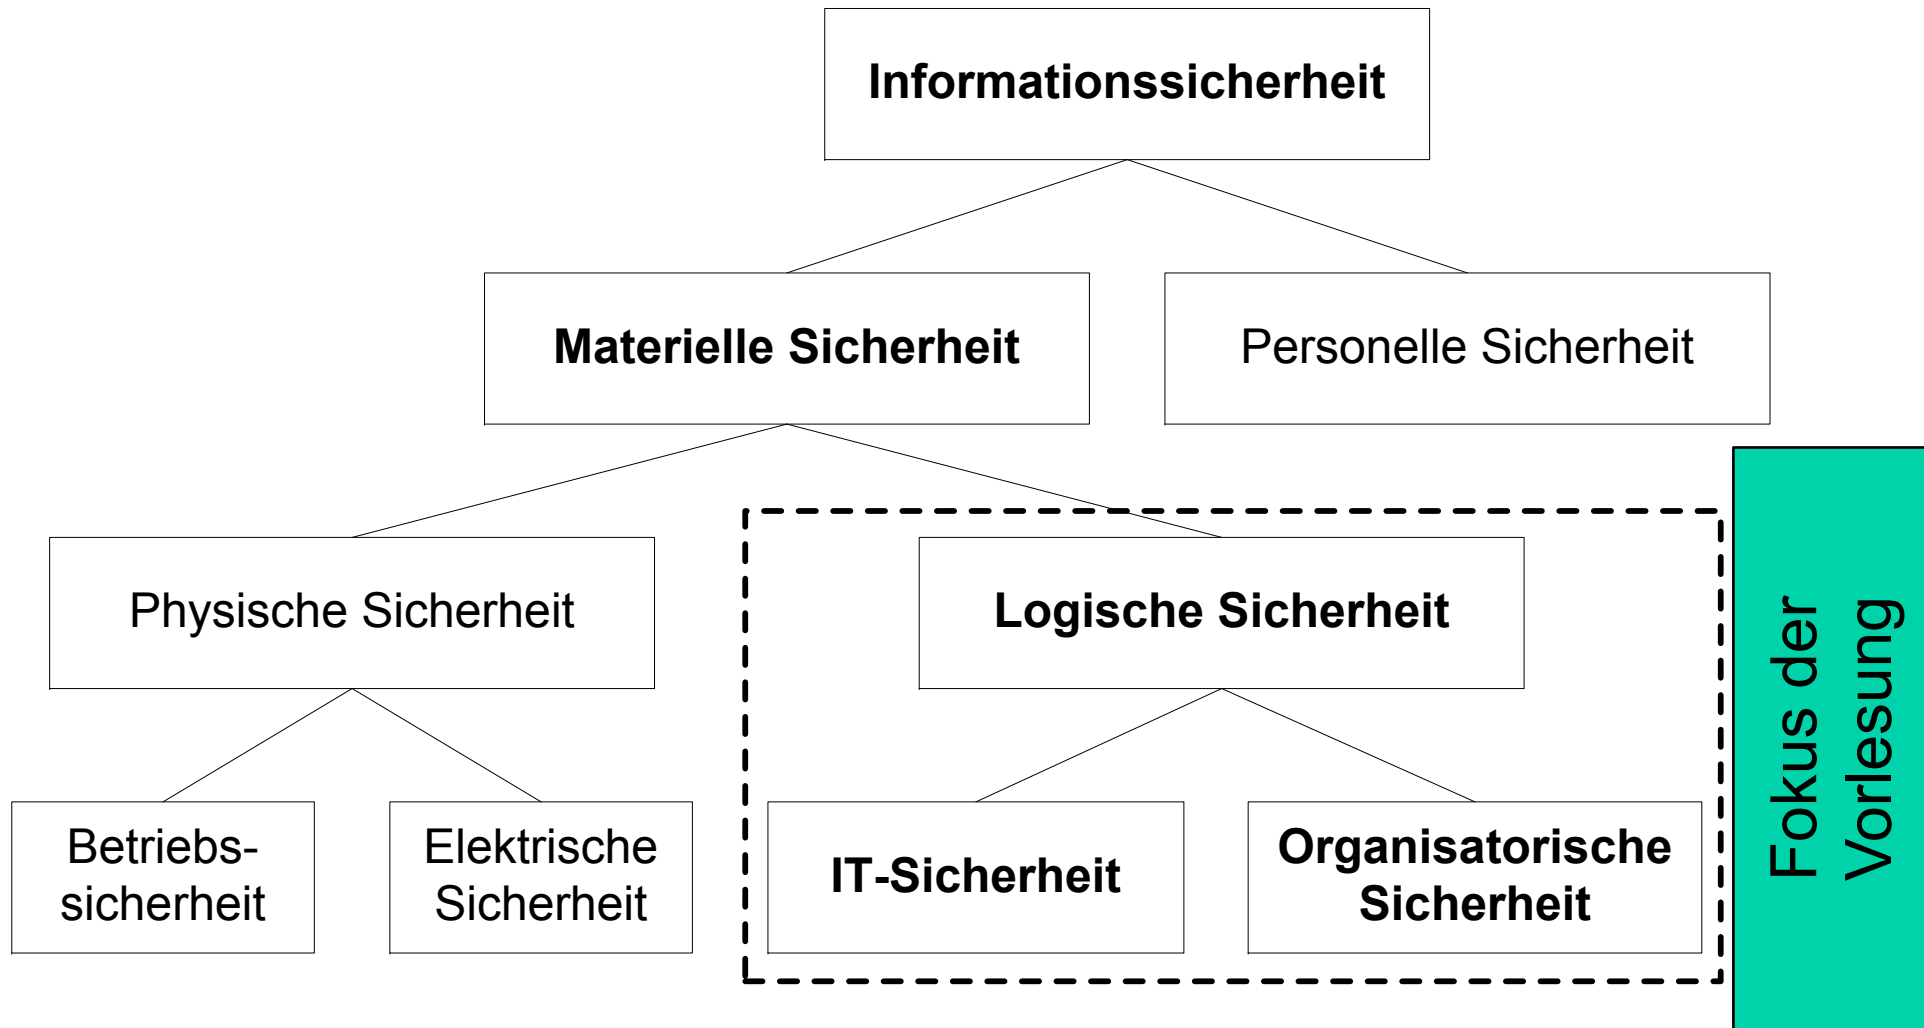 Informationssicherheit
Materielle Sicherheit
Personelle Sicherheit
Physische Sicherheit
Logische Sicherheit
Betriebs-
sicherheit
Elektrische
Sicherheit
IT-Sicherheit
Organisatorische
Sicherheit
Fokus der
Vorlesung